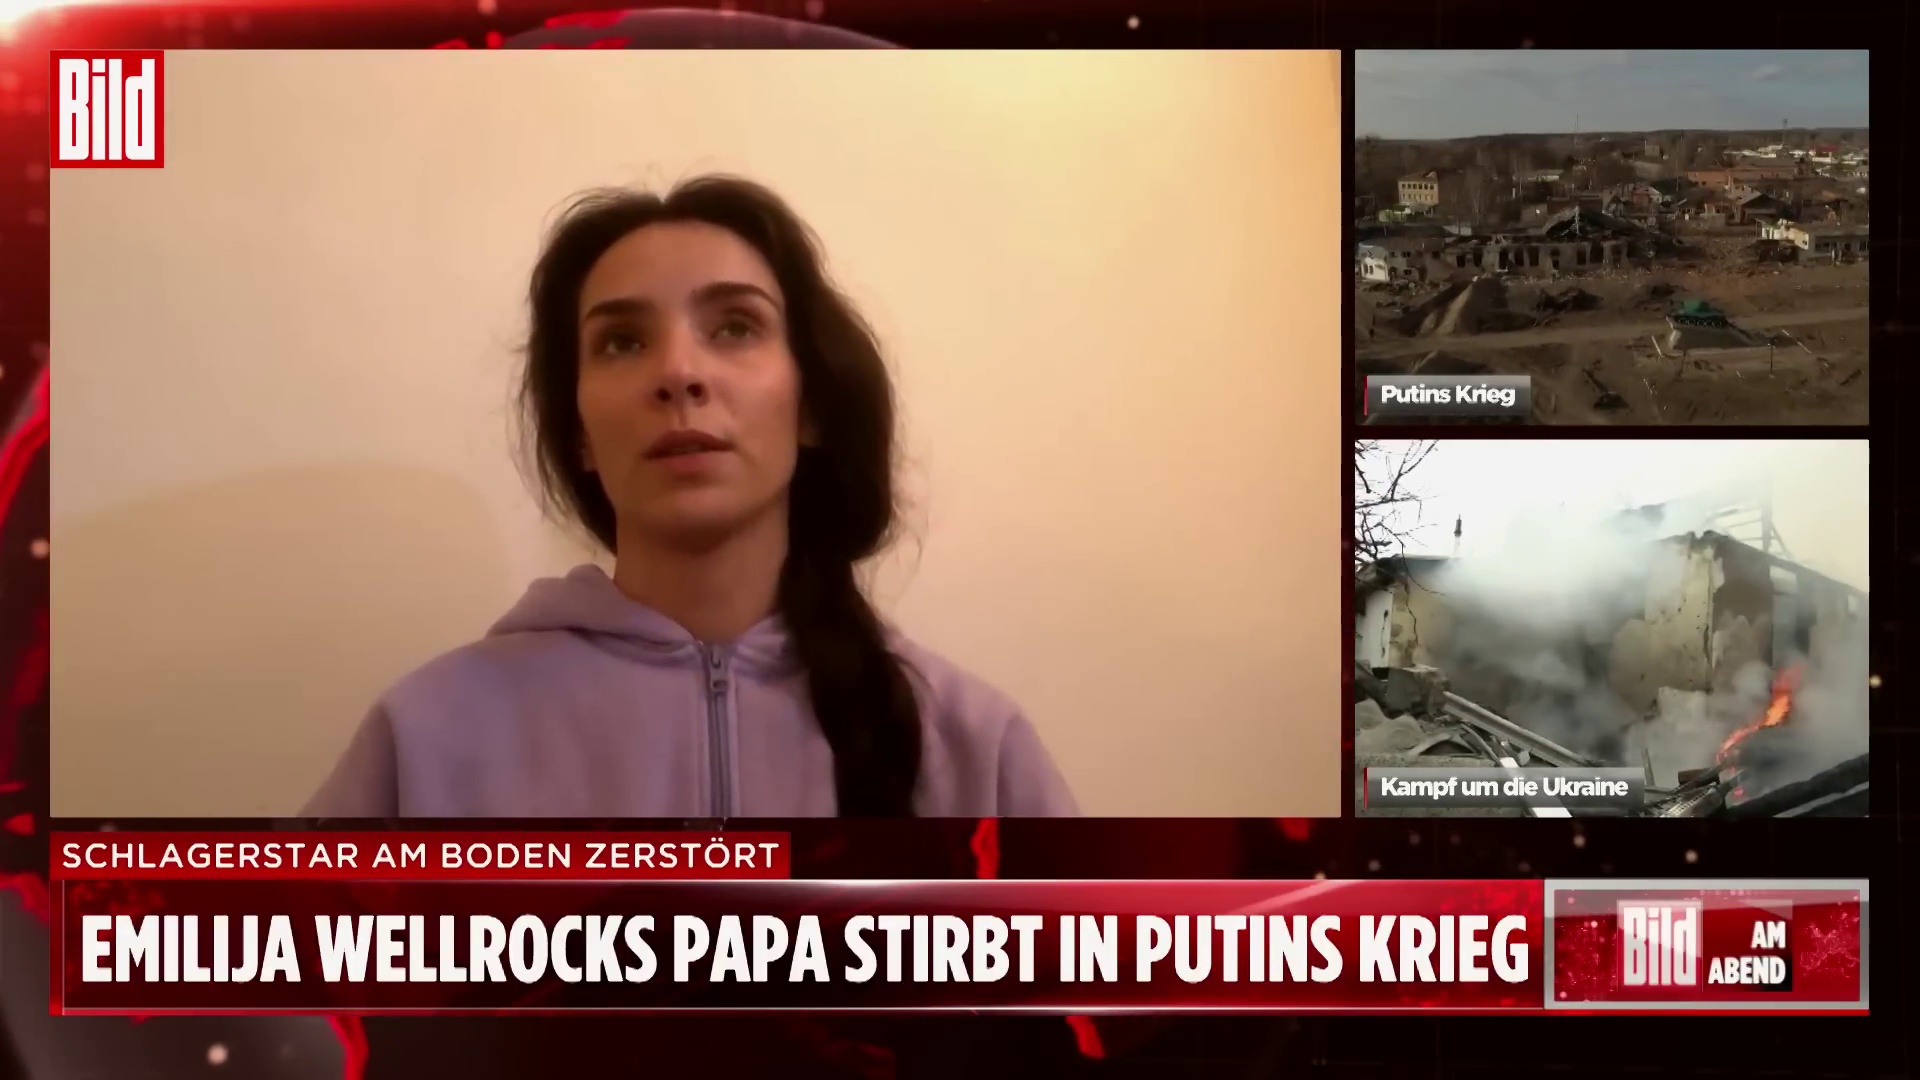 Bild
Putins Krieg
Kampf um die Ukraine
SCHLAGERSTAR AM BODEN ZERSTÖRT
EMILIJA WELLROCKS PAPA STIRBT IN PUTINS KRIEG
Bild AM
ABEND